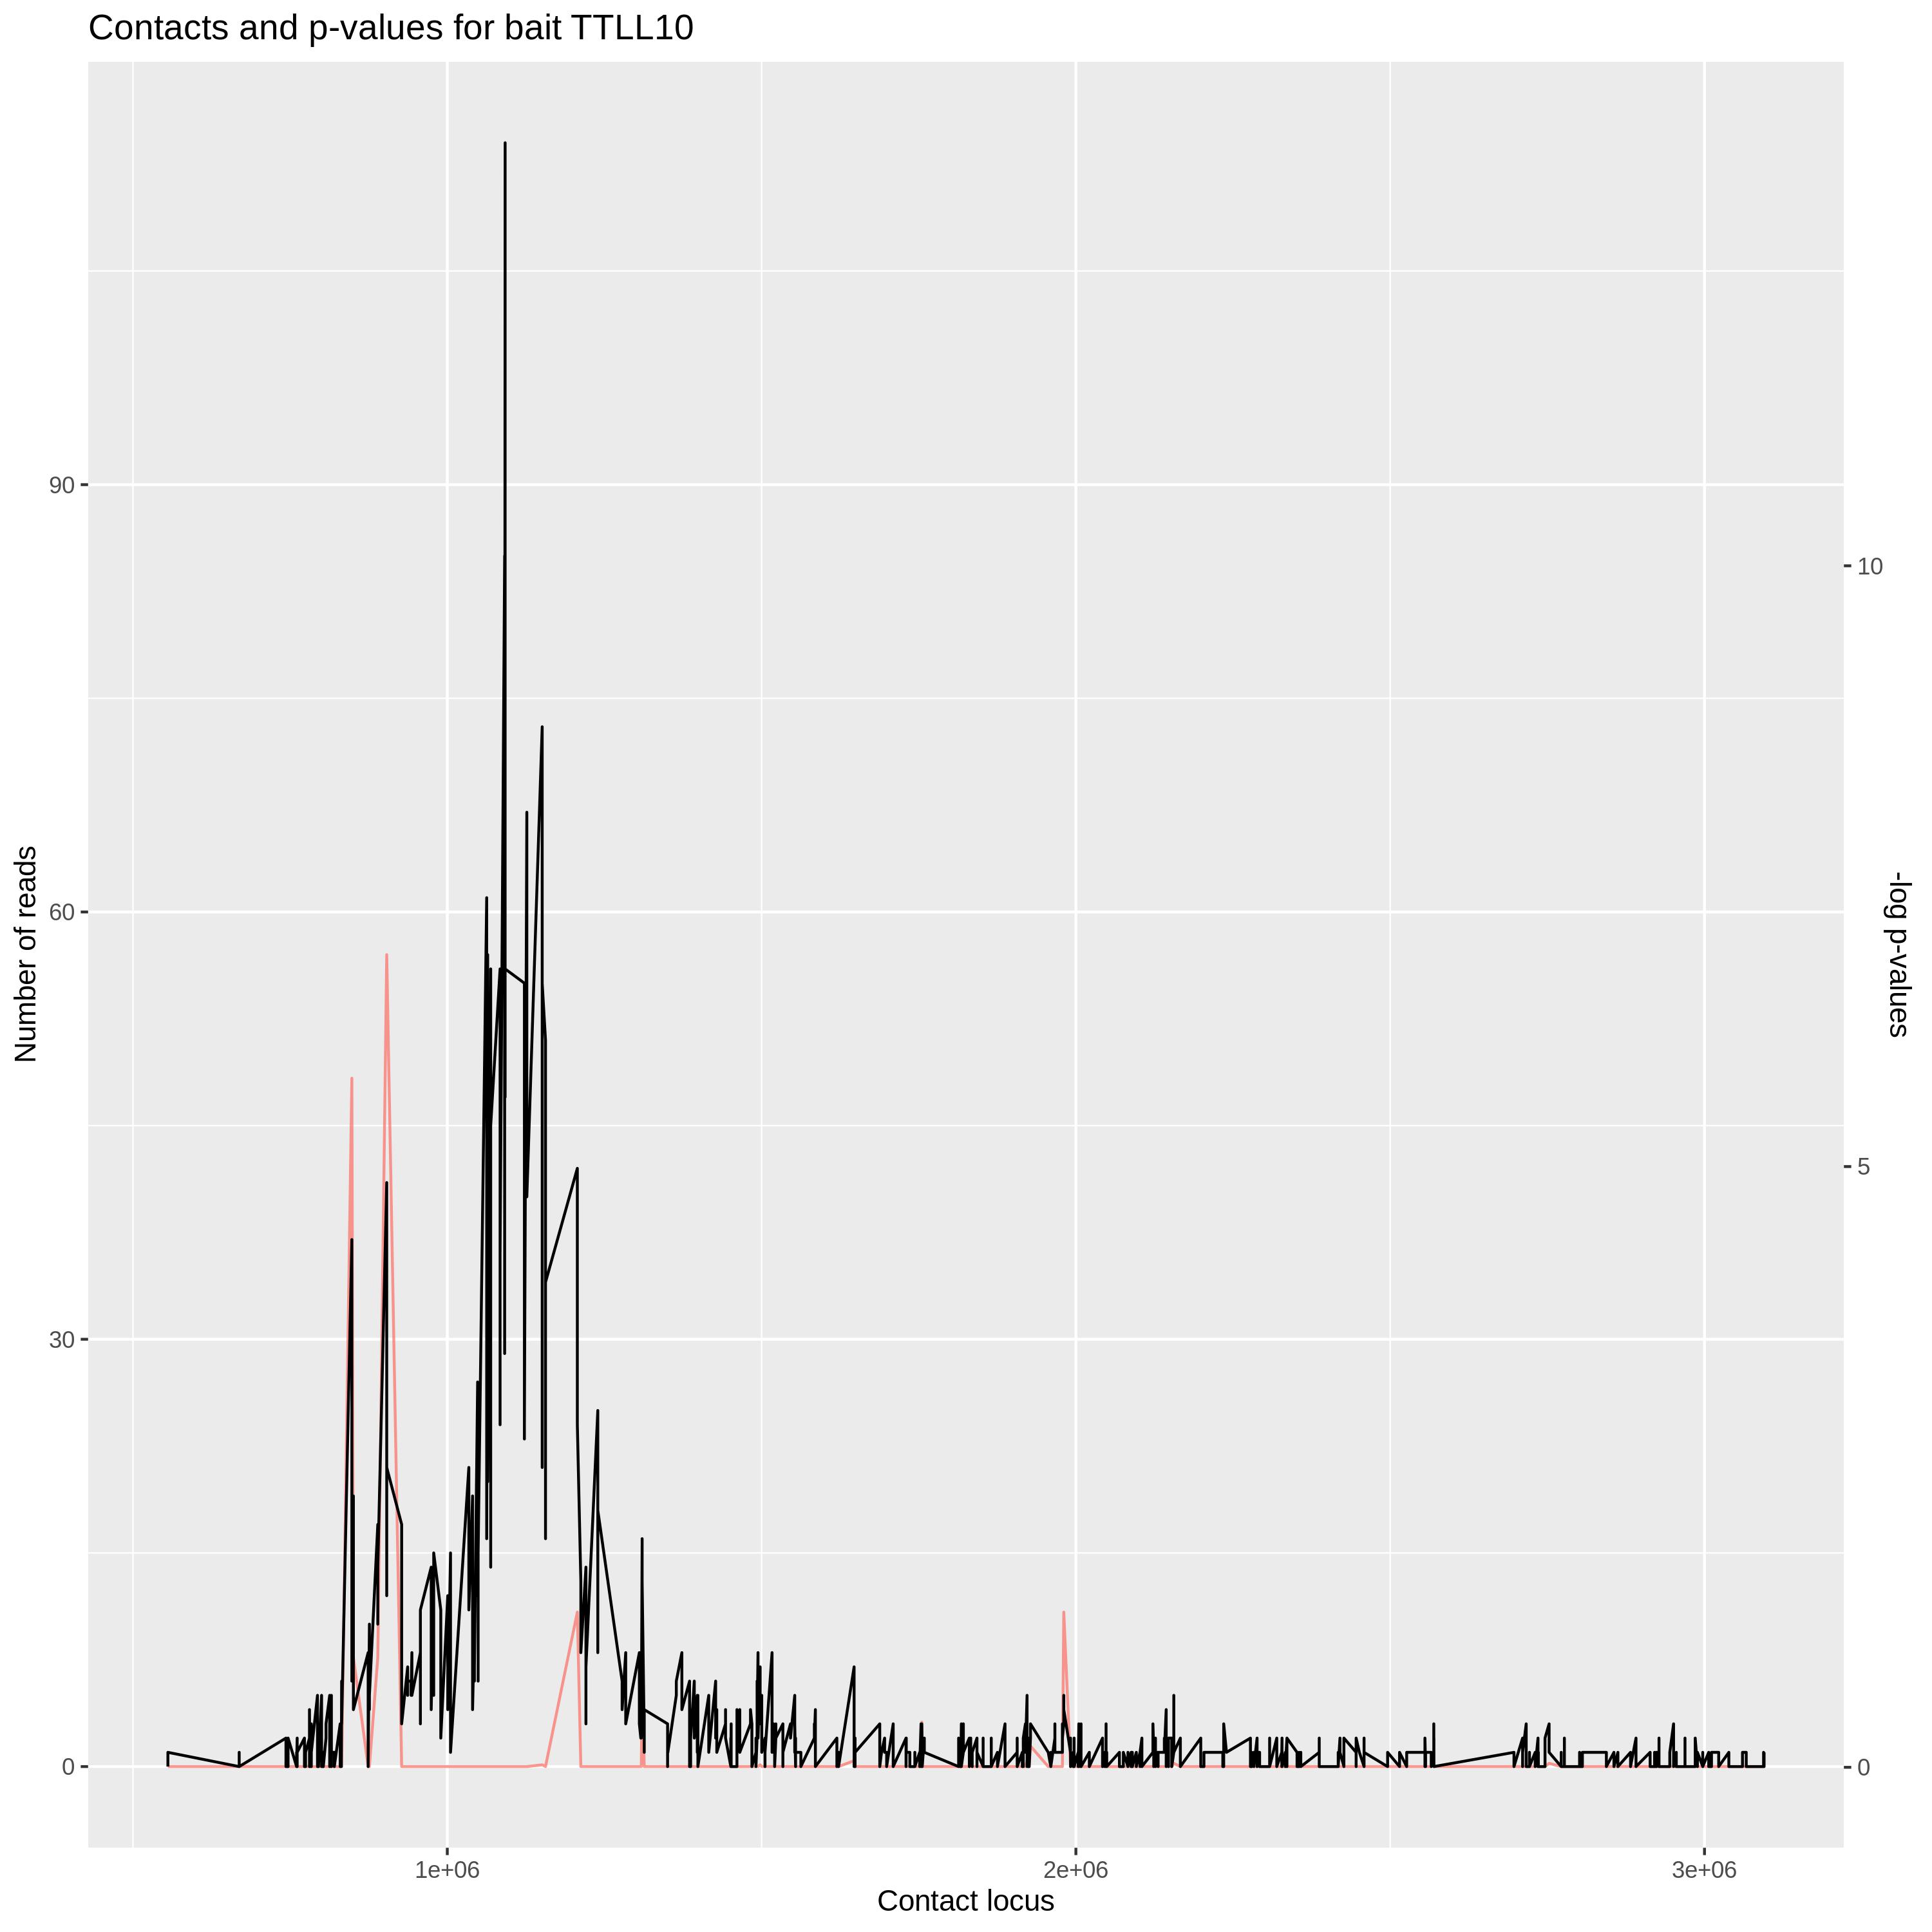 Contacts and p-values for bait TTLL10
Number of reads
90
60
30
0
10
5
0
-log p-values
1e+06
2e+06
3e+06
Contact locus